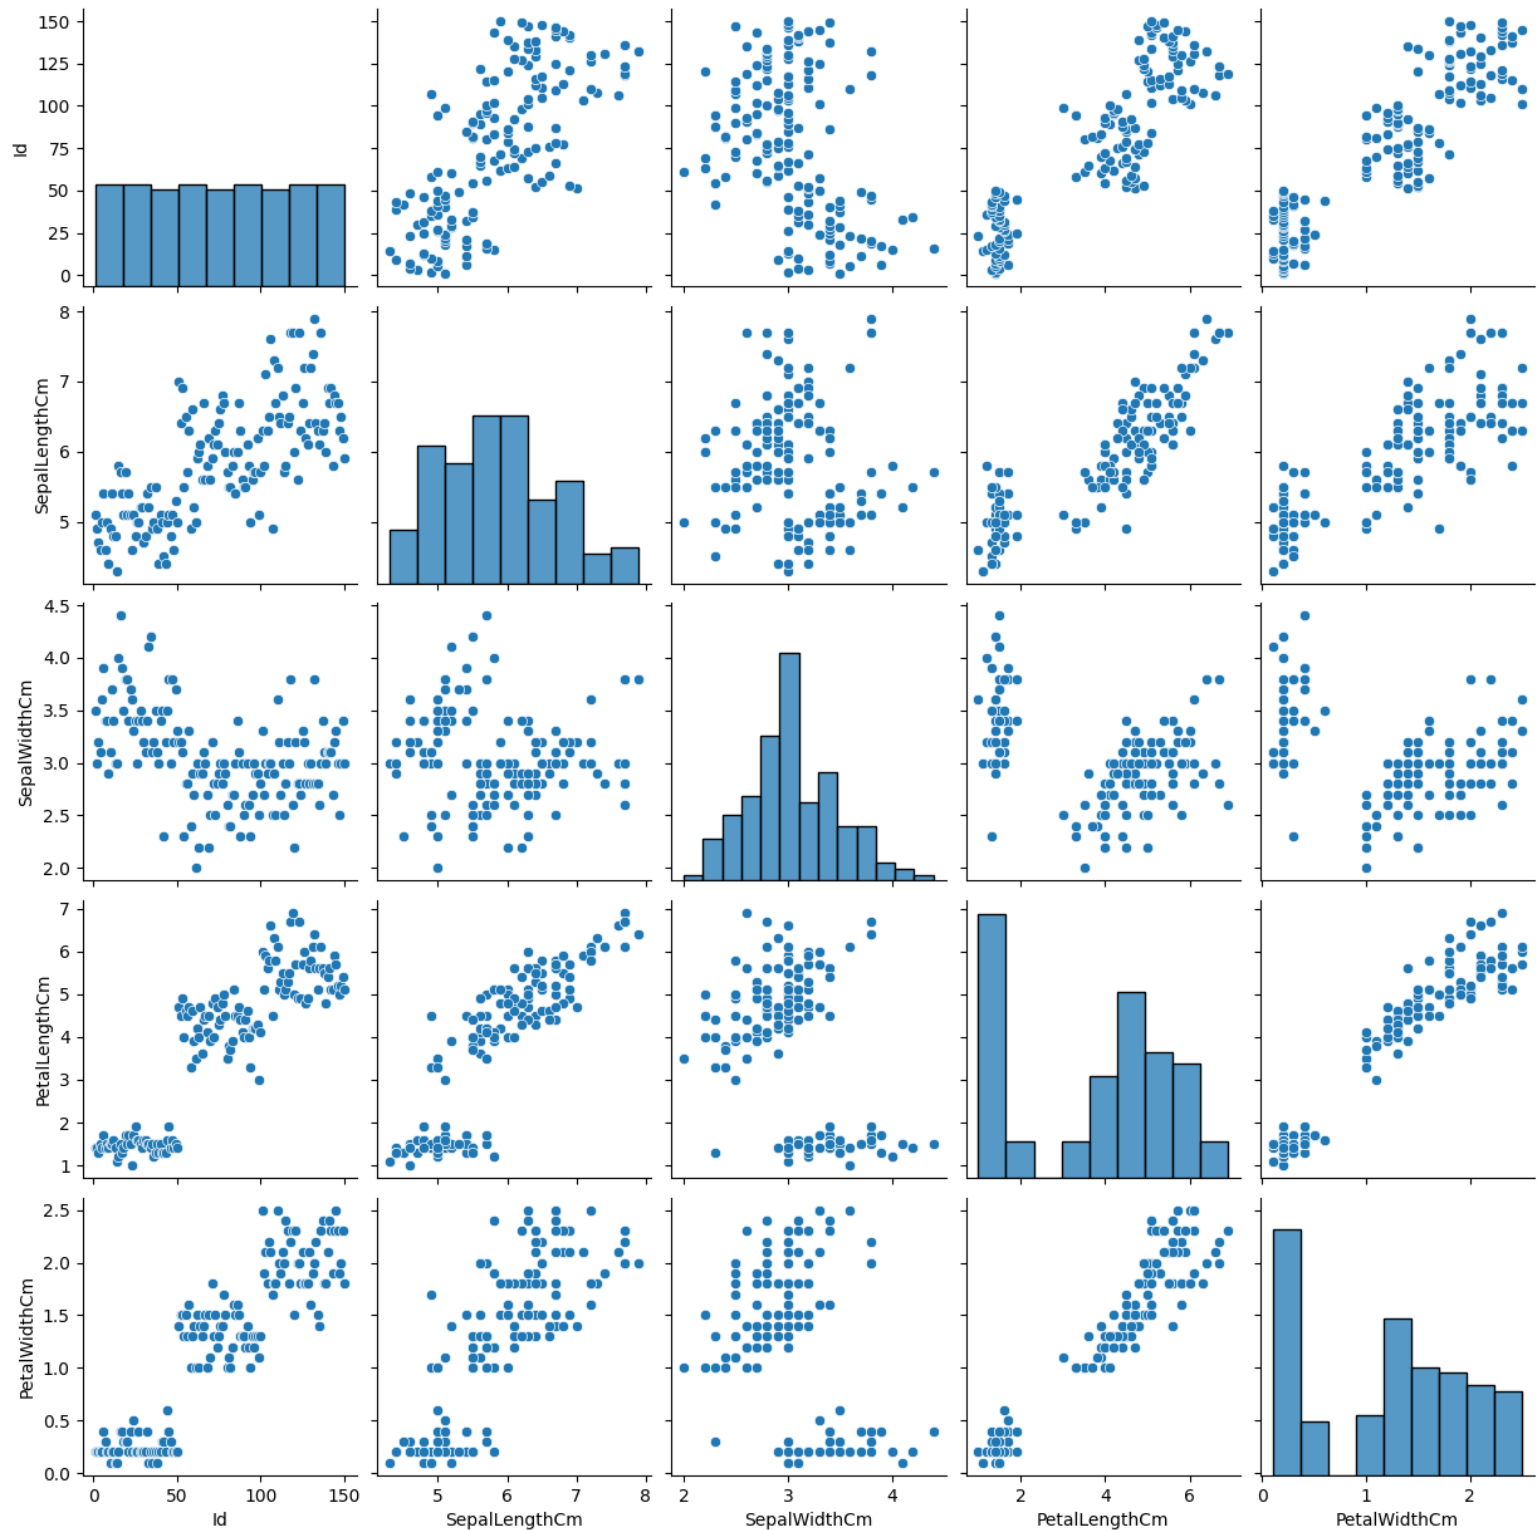 150
125
100
75
50
25
0
Id
8
7
6
5
SepalLengthCm
4.5
4.0
3.5
3.0
2.5
2.0
SepalWidthCm
7
6
5
4
3
2
1
PetalLengthCm
2.5
2.0
1.5
1.0
0.5
0.0
PetalWidthCm
0 50 100 150
5 6 7 8
2 3 4
2 4 6
0 1 2
Id SepalLengthCm SepalWidthCm PetalLengthCm PetalWidthCm